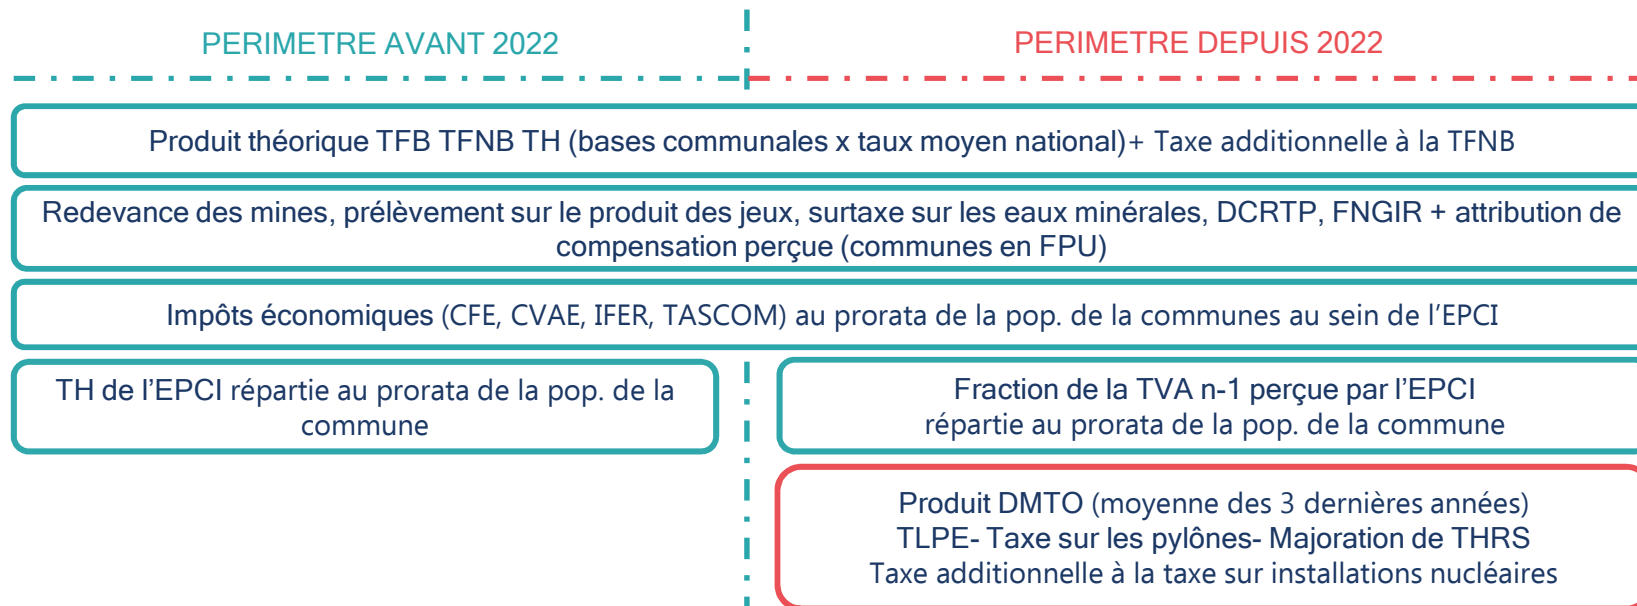 PERIMETRE AVANT 2022
PERIMETRE DEPUIS 2022
Produit théorique TFB TFNB TH (bases communales x taux moyen national)+ Taxe additionnelle à la TFNB
Redevance des mines, prélèvement sur le produit des jeux, surtaxe sur les eaux minérales, DCRTP, FNGIR + attribution de
compensation perçue (communes en FPU)
Impôts économiques (CFE, CVAE, IFER, TASCOM) au prorata de la pop. de la communes au sein de l'EPCI
TH de l'EPCI répartie au prorata de la pop. de la
commune
Fraction de la TVA n-1 perçue par l'EPCI
répartie au prorata de la pop. de la commune
Produit DMTO (moyenne des 3 dernières années)
TLPE- Taxe sur les pylônes- Majoration de THRS
Taxe additionnelle à la taxe sur installations nucléaires